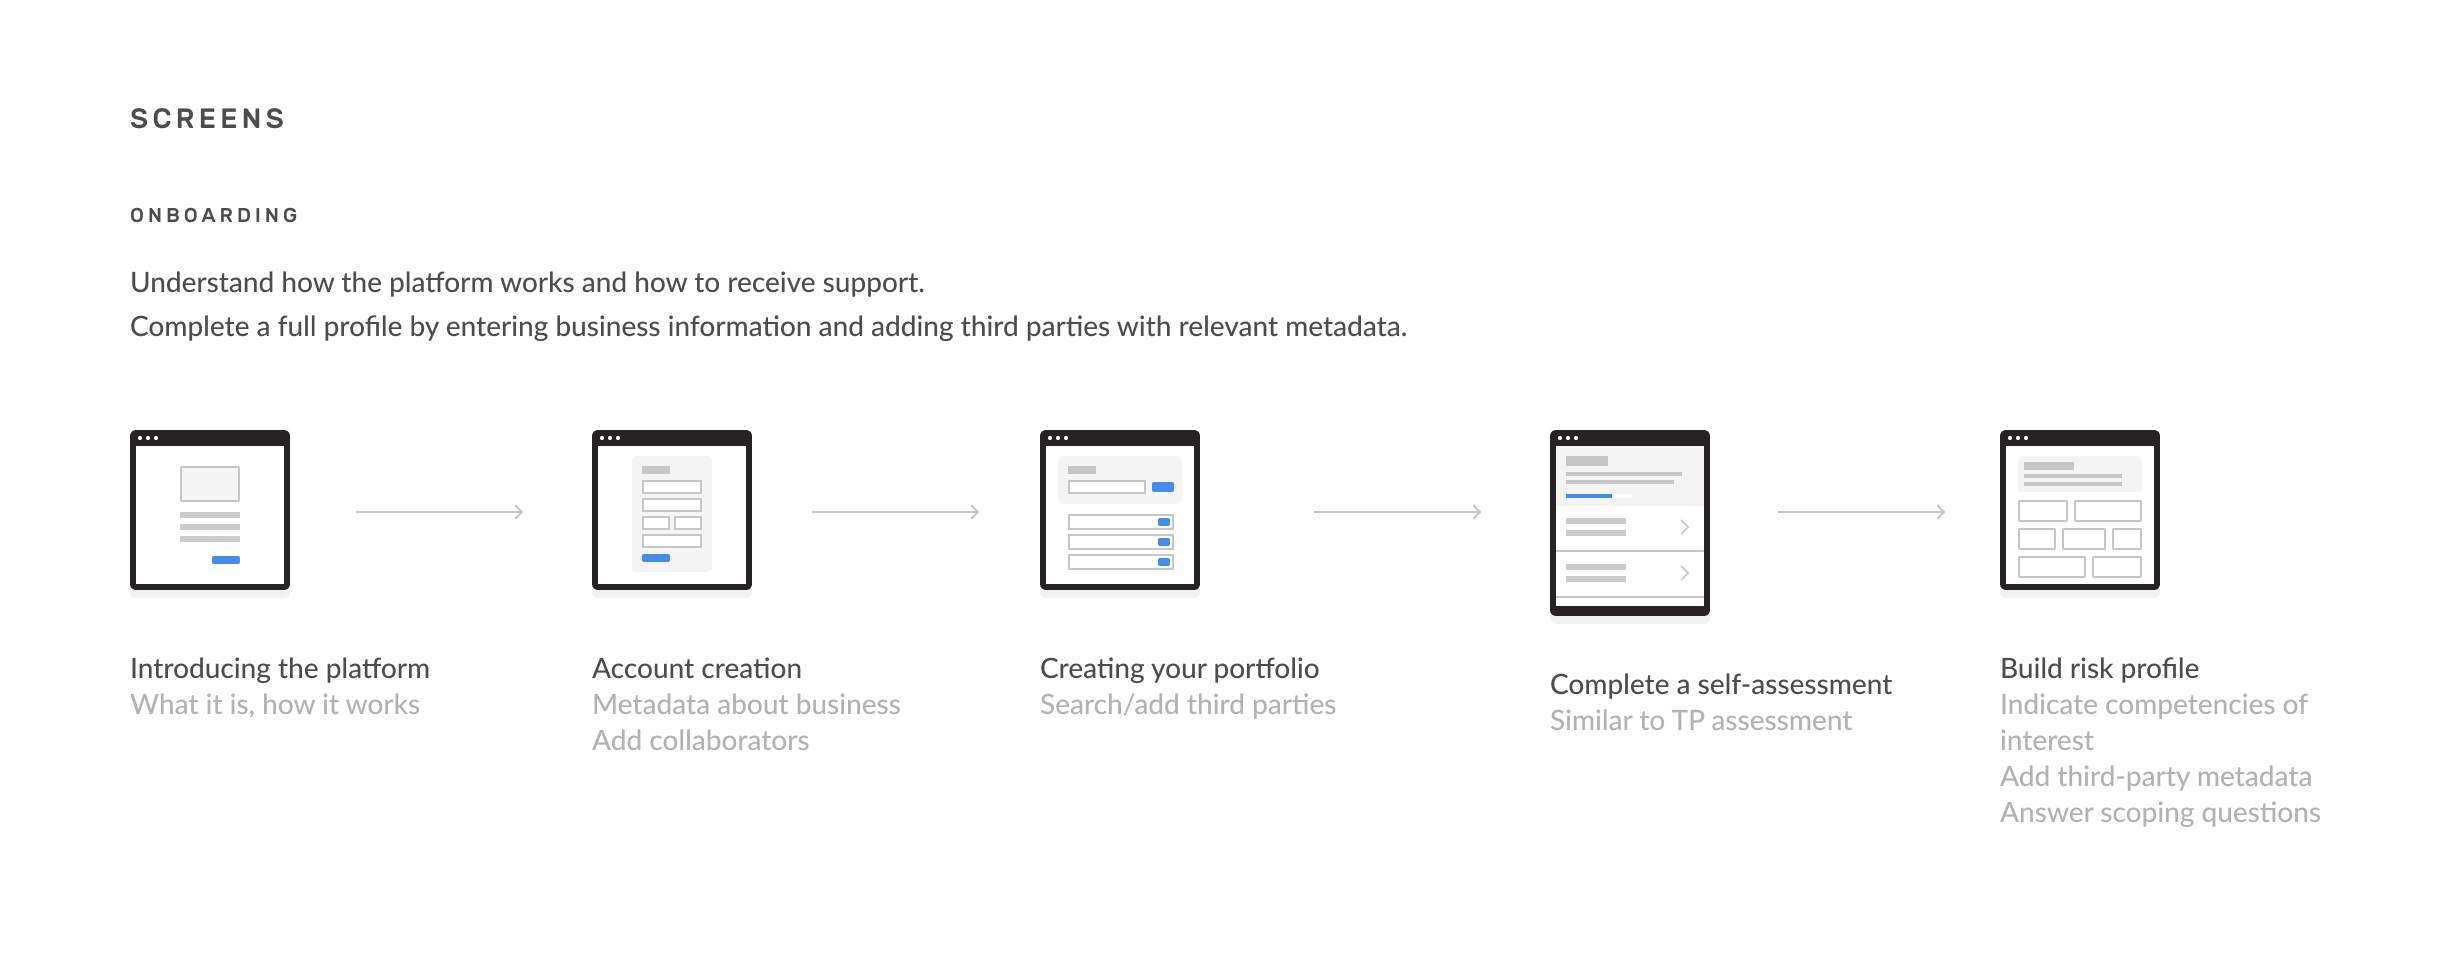 SCREENS
ONBOARDING
Understand how the platform works and how to receive support.
Complete a full profile by entering business information and adding third parties with relevant metadata.
Introducing the platform
What it is, how it works
Account creation
Metadata about business
Add collaborators
Creating your portfolio
Search/add third parties
Complete a self-assessment
Similar to TP assessment
Build risk profile
Indicate competencies of
interest
Add third-party metadata
Answer scoping questions